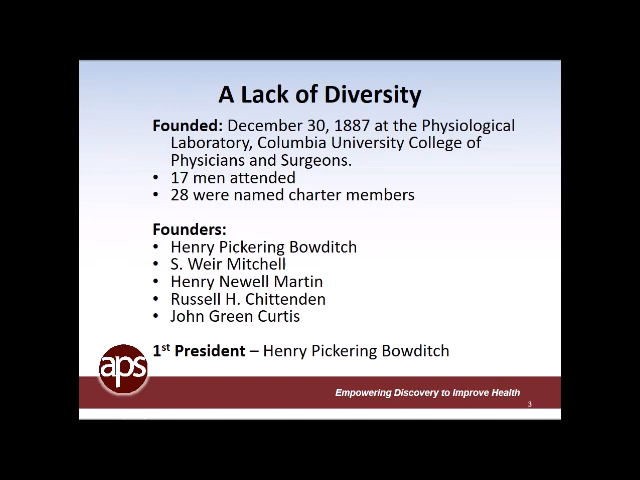 A Lack of Diversity
Founded: December 30, 1887 at the Physiological
Laboratory, Columbia University College of
Physicians and Surgeons.
• 17 men attended
• 28 were named charter members
Founders:
• Henry Pickering Bowditch
• S. Weir Mitchell
• Henry Newell Martin
• Russell H. Chittenden
• John Green Curtis
1st President – Henry Pickering Bowditch
aps
Empowering Discovery to Improve Health
3